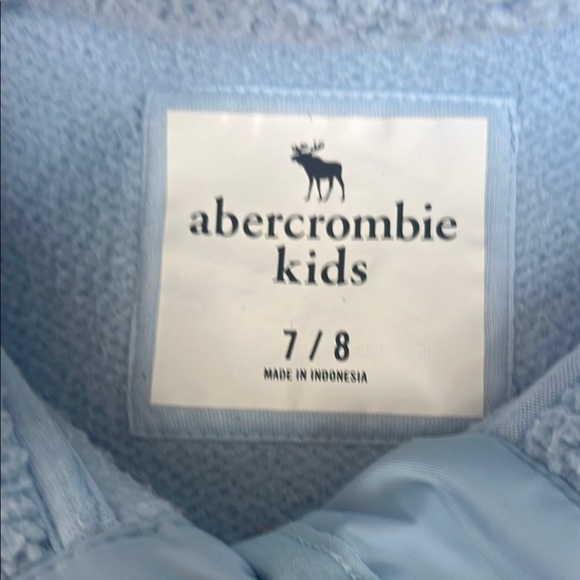 abercrombie
kids
7 / 8
MADE IN INDONESIA